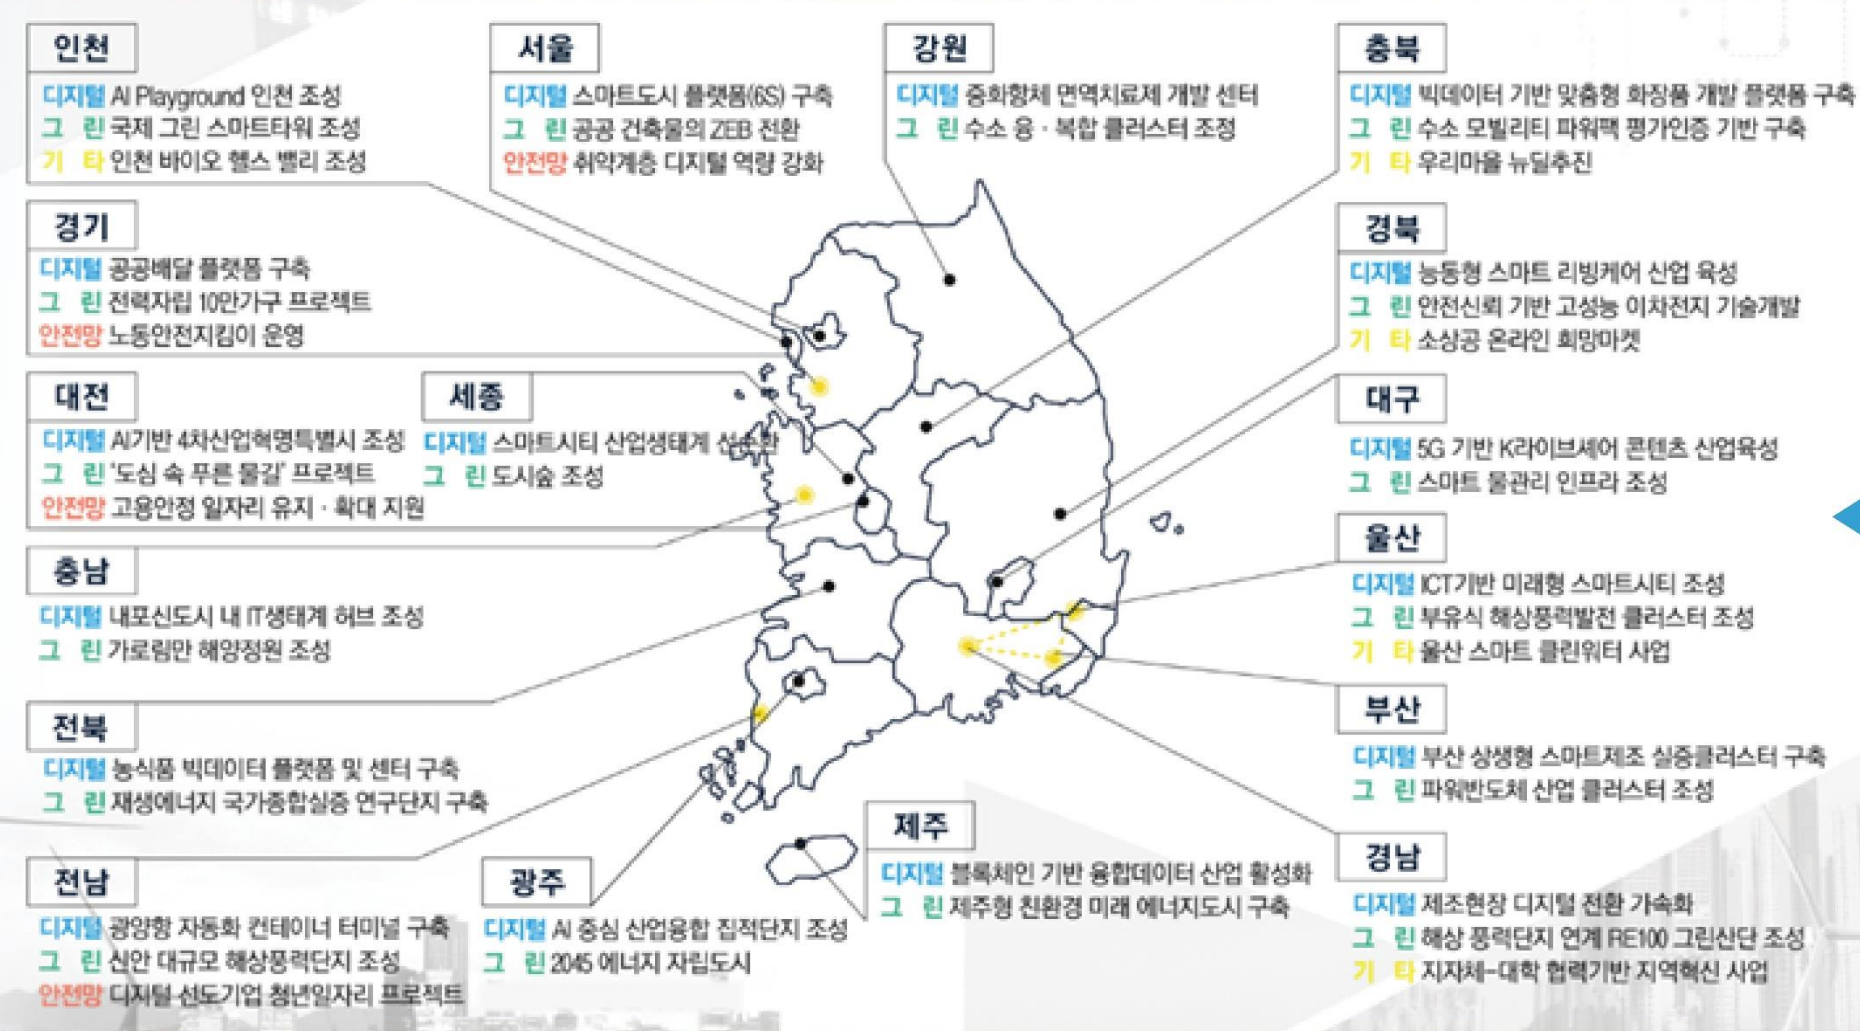 인천
디지털 AI Playground 인천 조성
그 린 국제 그린 스마트타워 조성
기 타 인천 바이오 헬스 밸리 조성
서울
디지털 스마트도시 플랫폼(6S) 구축
그 린 공공 건축물의 ZEB 전환
안전망 취약계층 디지털 역량 강화
강원
디지털 중화항체 면역치료제 개발 센터
그 린 수소 융·복합 클러스터 조정
충북
디지털 빅데이터 기반 맞춤형 화장품 개발 플랫폼 구축
그 린 수소 모빌리티 파워팩 평가인증 기반 구축
기 타 우리마을 뉴딜추진
경기
디지털 공공배달 플랫폼 구축
그 린 전력자립 10만가구 프로젝트
안전망 노동안전지킴이 운영
경북
디지털 능동형 스마트 리빙케어 산업 육성
그 린 안전신뢰 기반 고성능 이차전지 기술개발
기 타 소상공 온라인 희망마켓
대전
디지털 AI기반 4차산업혁명특별시 조성
그 린 '도심 속 푸른 물길' 프로젝트
안전망 고용안정 일자리 유지·확대 지원
세종
디지털 스마트시티 산업생태계 선순환
그 린 도시숲 조성
대구
디지털 5G 기반 K라이브셰어 콘텐츠 산업육성
그 린 스마트 물관리 인프라 조성
충남
디지털 내포신도시 내 IT생태계 허브 조성
그 린 가로림만 해양정원 조성
울산
디지털 ICT기반 미래형 스마트시티 조성
그 린 부유식 해상풍력발전 클러스터 조성
기 타 울산 스마트 클린워터 사업
전북
디지털 농식품 빅데이터 플랫폼 및 센터 구축
그 린 재생에너지 국가종합실증 연구단지 구축
부산
디지털 부산 상생형 스마트제조 실증클러스터 구축
그 린 파워반도체 산업 클러스터 조성
전남
디지털 광양항 자동화 컨테이너 터미널 구축
그 린 신안 대규모 해상풍력단지 조성
안전망 디지털 선도기업 청년일자리 프로젝트
광주
디지털 AI 중심 산업융합 집적단지 조성
그 린 2045 에너지 자립도시
제주
디지털 블록체인 기반 융합데이터 산업 활성화
그 린 제주형 친환경 미래 에너지도시 구축
경남
디지털 제조현장 디지털 전환 가속화
그 린 해상 풍력단지 연계 RE100 그린산단 조성
기 타 지자체-대학 협력기반 지역혁신 사업